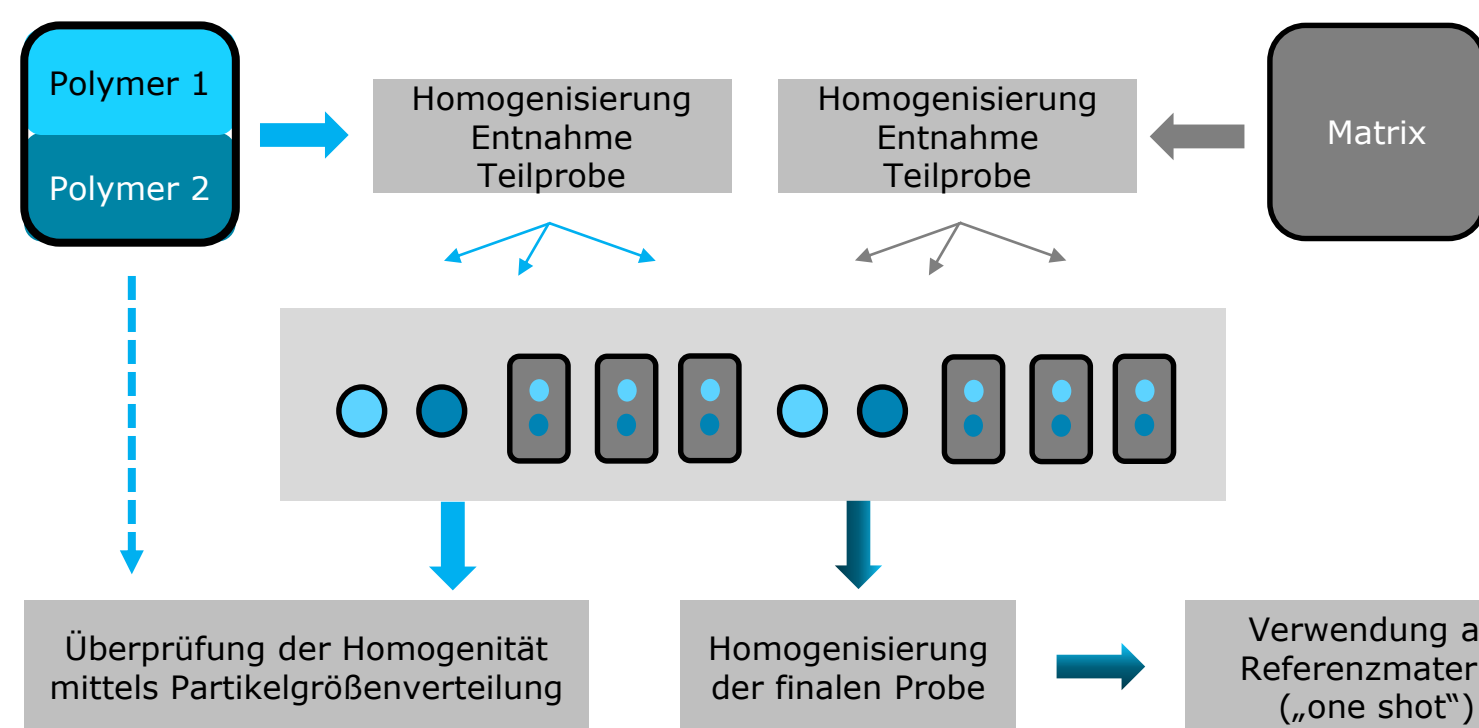 Polymer 1
Polymer 2
Homogenisierung
Entnahme
Teilprobe
Homogenisierung
Entnahme
Teilprobe
Matrix
Überprüfung der Homogenität
mittels Partikelgrößenverteilung
Homogenisierung
der finalen Probe
Verwendung
(„one shot“)